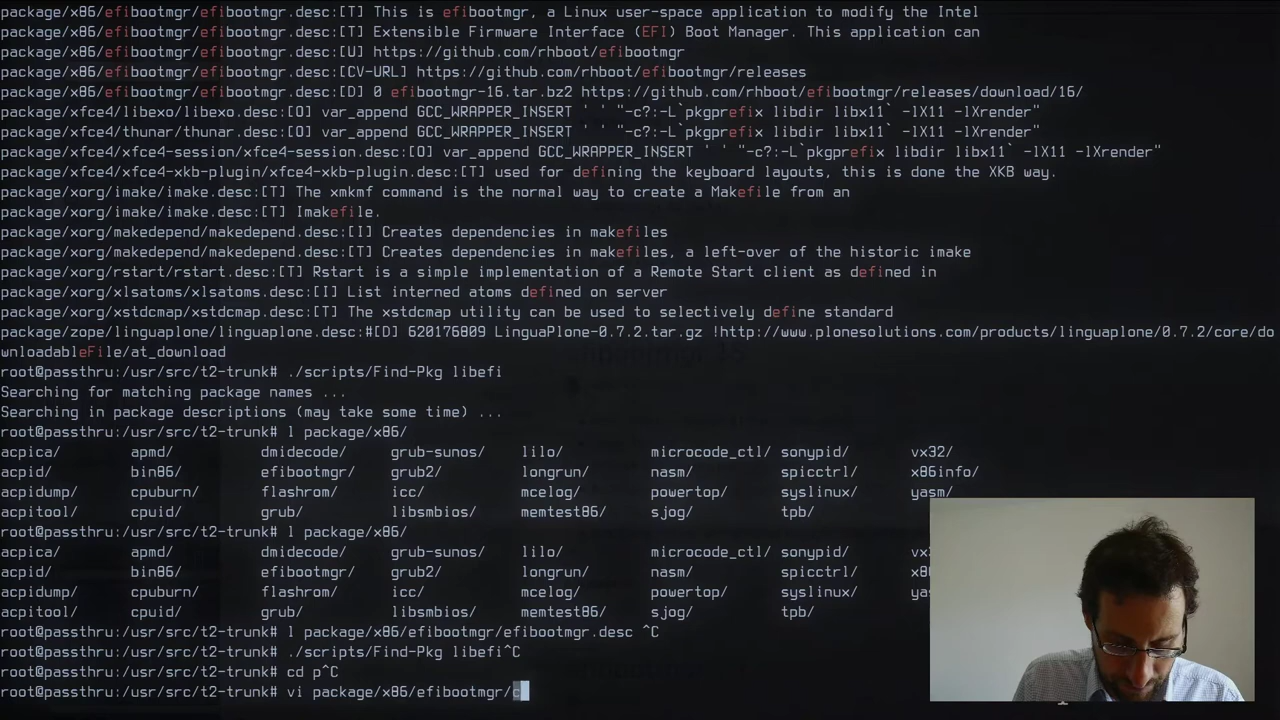 package/x86/efibootmgr/efibootmgr.desc:[T] This is efibootmgr, a Linux user-space application to modify the Intel
package/x86/efibootmgr/efibootmgr.desc:[T] Extensible Firmware Interface (EFI) Boot Manager. This application can
package/x86/efibootmgr/efibootmgr.desc:[U] https://github.com/rhboot/efibootmgr
package/x86/efibootmgr/efibootmgr.desc:[CV-URL] https://github.com/rhboot/efibootmgr/releases
package/x86/efibootmgr/efibootmgr.desc:[D] 0 efibootmgr-16.tar.bz2 https://github.com/rhboot/efibootmgr/releases/download/16/
package/xfce4/libexo/libexo.desc:[O] var_append GCC_WRAPPER_INSERT ' ' "-c?:-L`pkgprefix libdir libx11` -lX11 -lXrender"
package/xfce4/thunar/thunar.desc:[O] var_append GCC_WRAPPER_INSERT ' ' "-c?:-L`pkgprefix libdir libx11` -lX11 -lXrender"
package/xfce4/xfce4-session/xfce4-session.desc:[O] var_append GCC_WRAPPER_INSERT ' ' "-c?:-L`pkgprefix libdir libx11` -lX11 -lXrender"
package/xfce4/xfce4-xkb-plugin/xfce4-xkb-plugin.desc:[T] used for defining the keyboard layouts, this is done the XKB way.
package/xorg/imake/imake.desc:[T] The xmkmf command is the normal way to create a Makefile from an
package/xorg/imake/imake.desc:[T] Imakefile.
package/xorg/makedepend/makedepend.desc:[I] Creates dependencies in makefiles
package/xorg/makedepend/makedepend.desc:[T] Creates dependencies in makefiles, a left-over of the historic imake
package/xorg/rstart/rstart.desc:[T] Rstart is a simple implementation of a Remote Start client as defined in
package/xorg/xlsatoms/xlsatoms.desc:[I] List interned atoms defined on server
package/xorg/xstdcmap/xstdcmap.desc:[T] The xstdcmap utility can be used to selectively define standard
package/zope/linguaplone/linguaplone.desc:#[D] 620176809 LinguaPlone-0.7.2.tar.gz !http://www.plonesolutions.com/products/linguaplone/0.7.2/core/do
wnloadableFile/at_download
root@passthru:/usr/src/t2-trunk# ./scripts/Find-Pkg libefi
Searching for matching package names ...
Searching in package descriptions (may take some time) ...
root@passthru:/usr/src/t2-trunk# l package/x86/
acpica/ apmd/ dmidecode/ grub-sunos/ lilo/ microcode_ctl/ sonypid/ vx32/
acpid/ bin86/ efibootmgr/ grub2/ longrun/ nasm/ spicctrl/ x86info/
acpidump/ cpuburn/ flashrom/ icc/ mcelog/ powertop/ syslinux/ yasm/
acpitool/ cpuid/ grub/ libsmbios/ memtest86/ sjog/ tpb/
root@passthru:/usr/src/t2-trunk# l package/x86/
acpica/ apmd/ dmidecode/ grub-sunos/ lilo/ microcode_ctl/ sonypid/
acpid/ bin86/ efibootmgr/ grub2/ longrun/ nasm/ spicctrl/
acpidump/ cpuburn/ flashrom/ icc/ mcelog/ powertop/ syslinux/
acpitool/ cpuid/ grub/ libsmbios/ memtest86/ sjog/ tpb/
root@passthru:/usr/src/t2-trunk# l package/x86/efibootmgr/efibootmgr.desc ^C
root@passthru:/usr/src/t2-trunk# ./scripts/Find-Pkg libefi^C
root@passthru:/usr/src/t2-trunk# cd p^C
root@passthru:/usr/src/t2-trunk# vi package/x86/efibootmgr/c